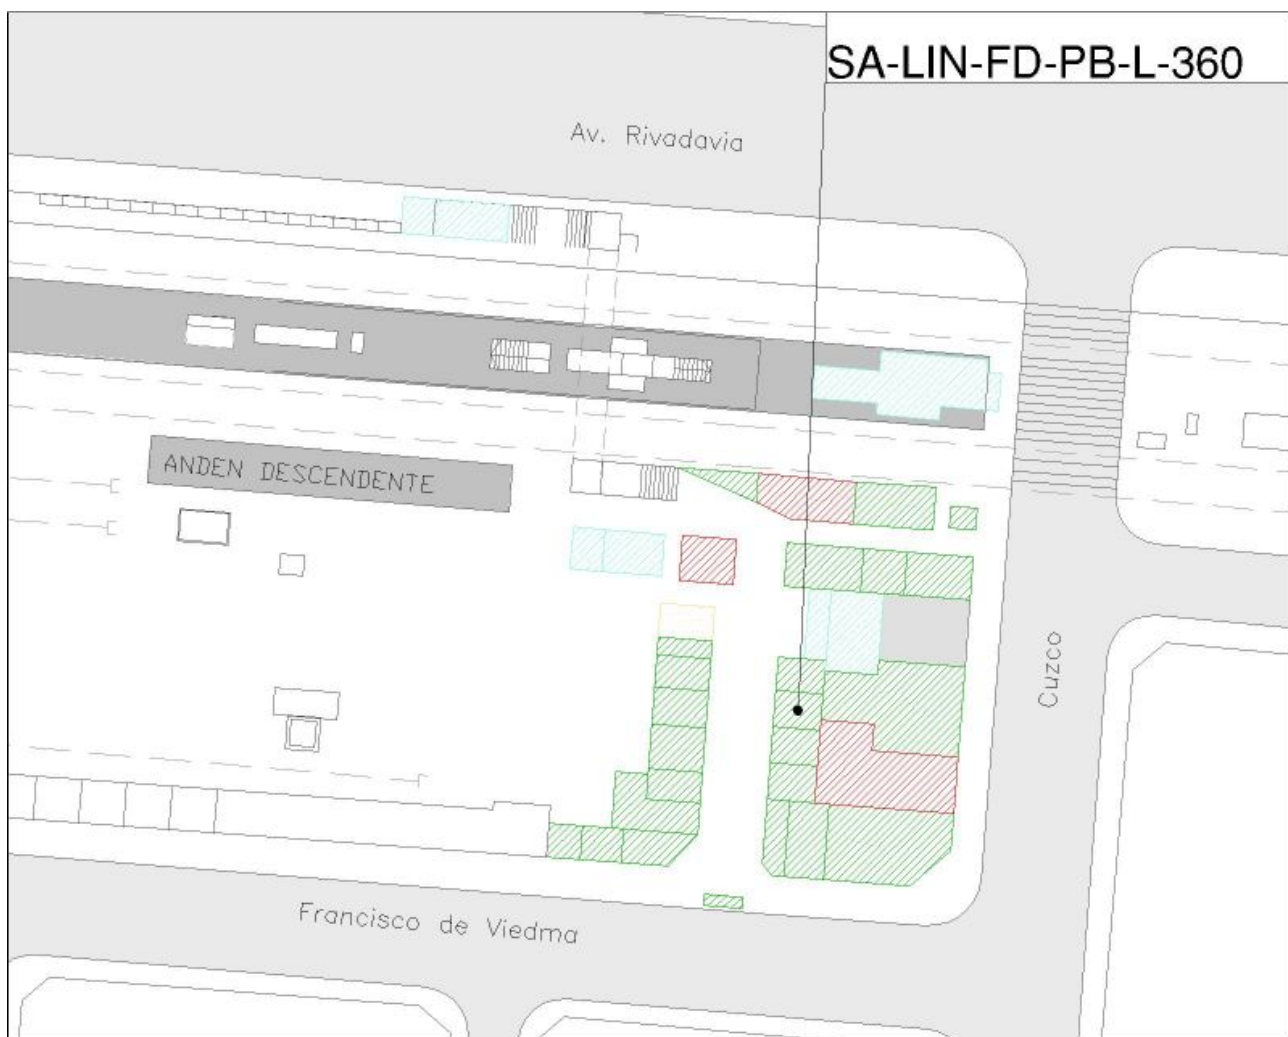 SA-LIN-FD-PB-L-360
Av. Rivadavia
ANDEN DESCENDENTE
Cuzco
Francisco de Viedma